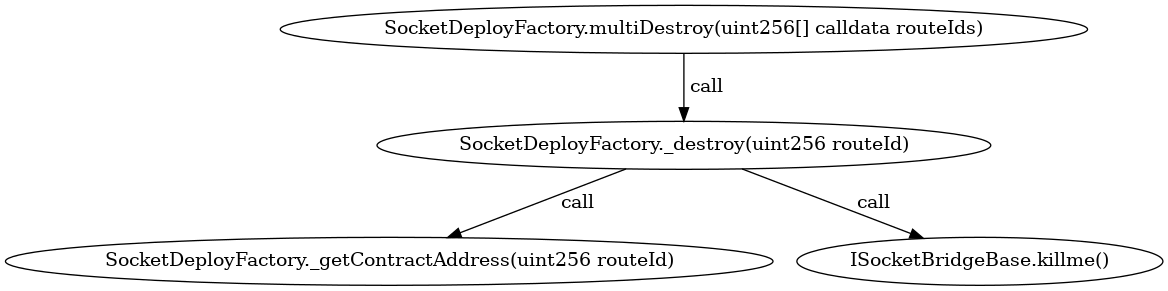 SocketDeployFactory.multiDestroy(uint256[] calldata routeIds)
call
SocketDeployFactory._destroy(uint256 routeId)
call
call
SocketDeployFactory._getContractAddress(uint256 routeId)
ISocketBridgeBase.killme()